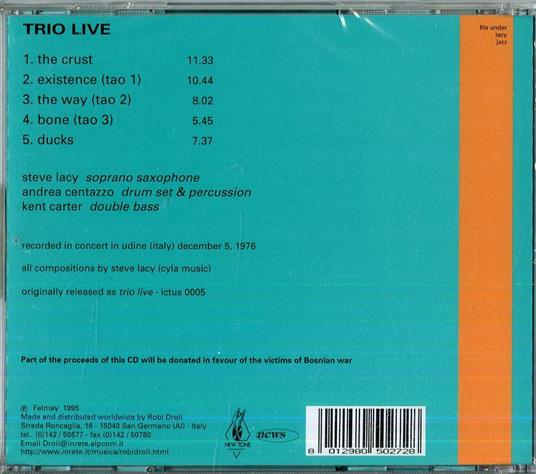 TRIO LIVE
file under
lacy
jazz
1. the crust 11.33
2. existence (tao 1) 10.44
3. the way (tao 2) 8.02
4. bone (tao 3) 5.45
5. ducks 7.37
steve lacy soprano saxophone
andrea centazzo drum set & percussion
kent carter double bass
recorded in concert in udine (italy) december 5, 1976
all compositions by steve lacy (cyla music)
originally released as trio live - ictus 0005
Part of the proceeds of this CD will be donated in favour of the victims of Bosnian war
℗ Felmay 1995
Made and distributed worldwide by Robi Droli
Strada Roncaglia, 16 - 15040 San Germano (Al) - Italy
tel. (0)142 / 50577 - fax (0)142 / 50780
Email Droli@inrete.alpcom.it
http://www.inrete.it/musica/robidroli.html
NEW TONE
news
8 012980 502728